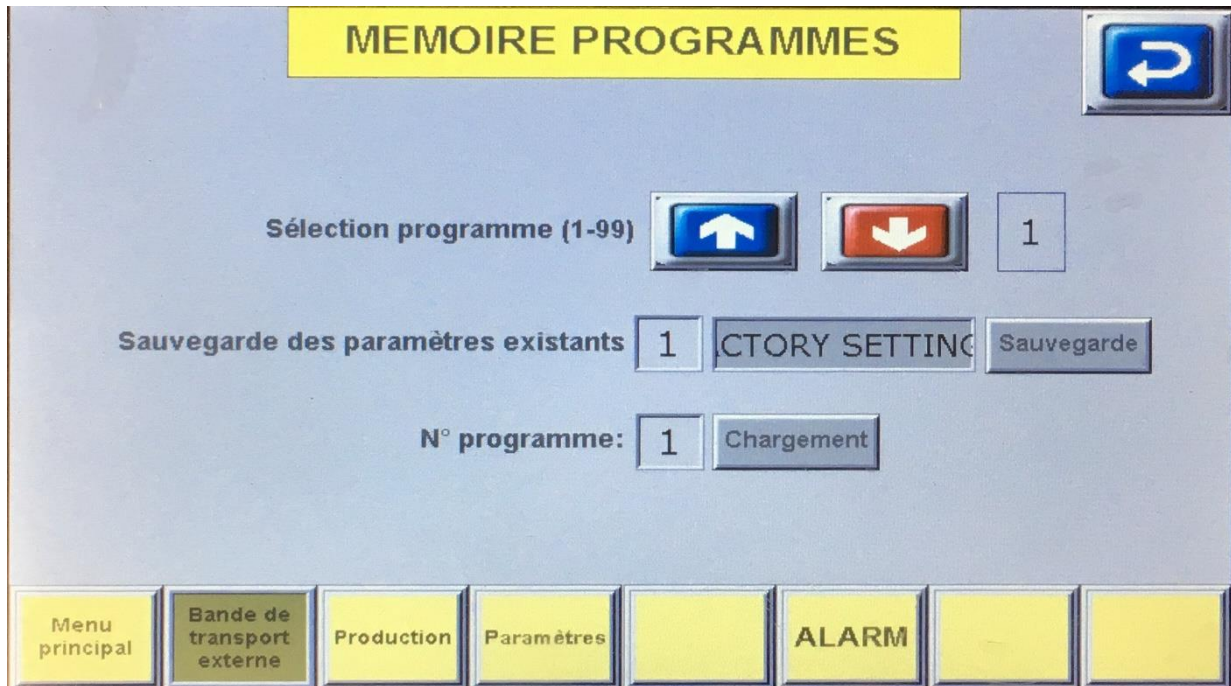 MEMOIRE PROGRAMMES
Sélection programme (1-99) 1
Sauvegarde des paramètres existants 1 CTORY SETTING Sauvegarde
N° programme: 1 Chargement
Menu
principal
Bande de
transport
externe
Production
Paramètres
ALARM